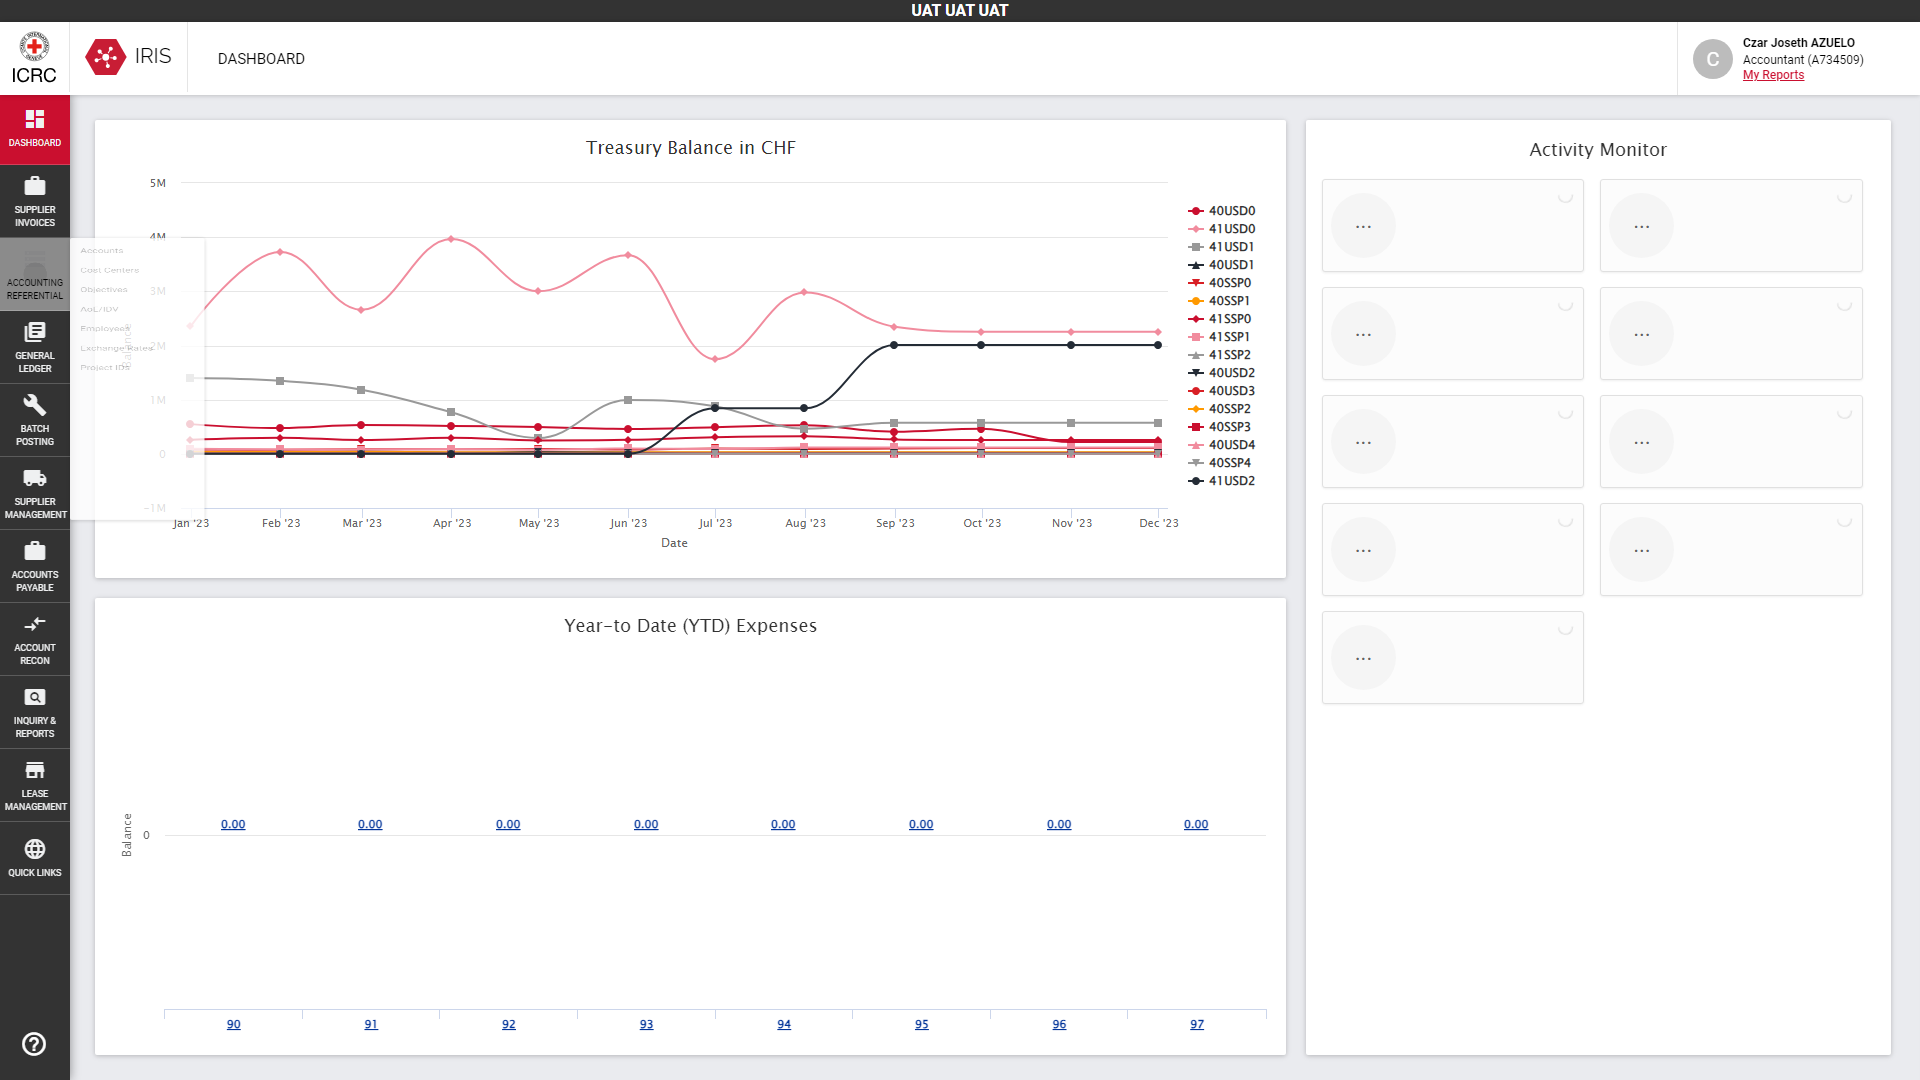 UAT UAT UAT
ICRC
IRIS
DASHBOARD
C
Czar Joseth AZUELO
Accountant (A734509)
My Reports
DASHBOARD
SUPPLIER
INVOICES
ACCOUNTING
REFERENTIAL
GENERAL
LEDGER
BATCH
POSTING
SUPPLIER
MANAGEMENT
ACCOUNTS
PAYABLE
ACCOUNT
RECON
INQUIRY &
REPORTS
LEASE
MANAGEMENT
QUICK LINKS
Accounts
Cost Centers
Objectives
AoL/IDV
Employees
Exchange Rates
Project IDs
Treasury Balance in CHF
5M
4M
3M
2M
1M
0
-1M
Balance
Jan '23 Feb '23 Mar '23 Apr '23 May '23 Jun '23 Jul '23 Aug '23 Sep '23 Oct '23 Nov '23 Dec '23
Date
40USD0
41USD0
41USD1
40USD1
40SSP0
40SSP1
41SSP0
41SSP1
41SSP2
40USD2
40USD3
40SSP2
40SSP3
40USD4
40SSP4
41USD2
Year-to Date (YTD) Expenses
Balance
0
0.00 0.00 0.00 0.00 0.00 0.00 0.00 0.00
90 91 92 93 94 95 96 97
Activity Monitor
... ...
... ...
... ...
... ...
...